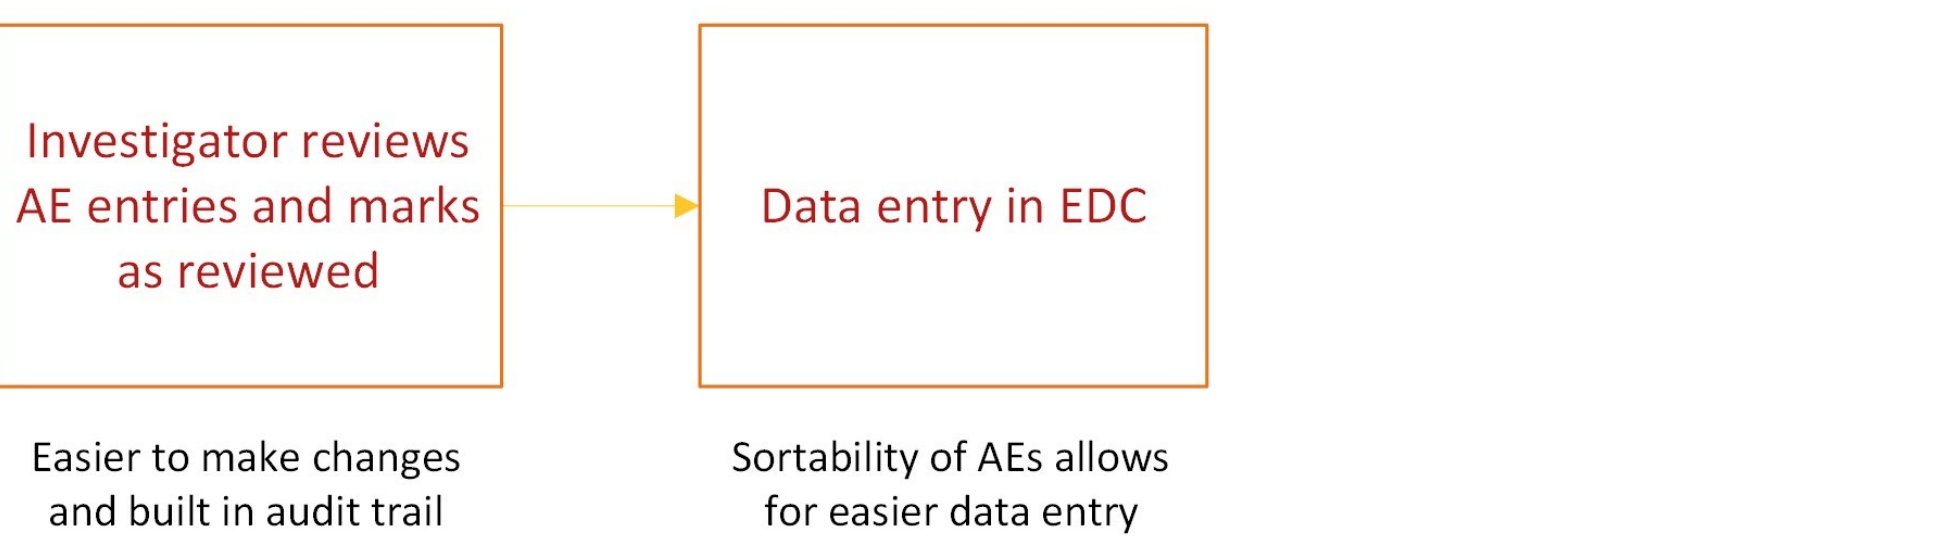 Investigator reviews
AE entries and marks
as reviewed
Data entry in EDC
Easier to make changes
and built in audit trail
Sortability of AEs allows
for easier data entry